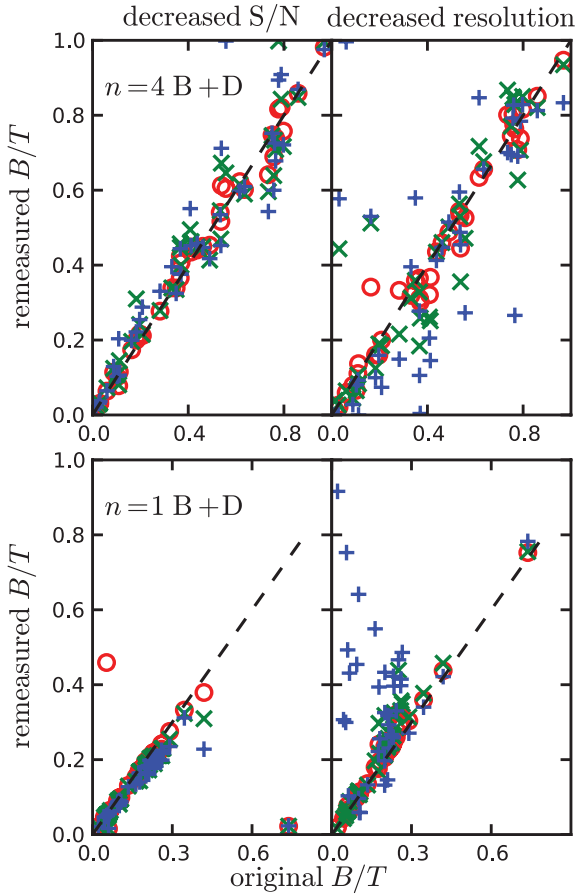 decreased S/N decreased resolution
1.0
n=4 B+D
0.8
0.6
remeasured B/T
0.4
0.2
0.0
0.0 0.4 0.8 0.0 0.4 0.8
1.0
n=1 B+D
0.8
0.6
remeasured B/T
0.4
0.2
0.0
0.0 0.3 0.6 0.0 0.3 0.6
original B/T